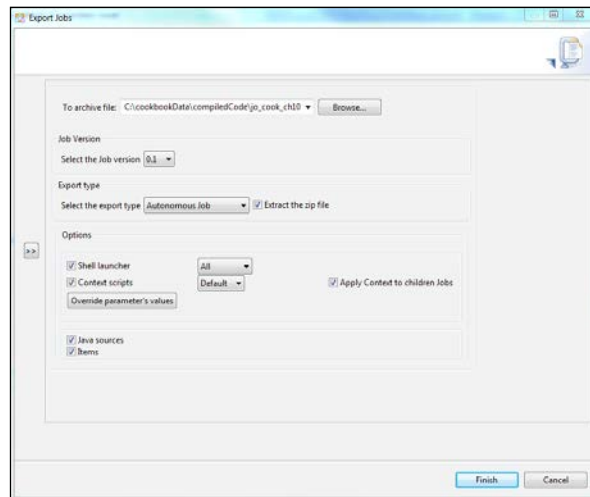 Export Jobs
To archive file: C:\cookbookData\compiledCode\jo_cook_ch10 Browse...
Job Version
Select the Job version 0.1
Export type
Select the export type Autonomous Job Extract the zip file
Options
>>
Shell launcher All
Context scripts Default Apply Context to children Jobs
Override parameter's values
Java sources
Items
Finish Cancel